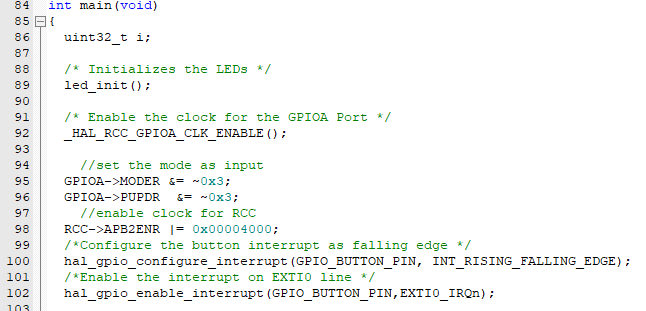 84 int main(void)
85 {
86 uint32_t i;
87
88 /* Initializes the LEDs */
89 led_init();
90
91 /* Enable the clock for the GPIOA Port */
92 _HAL_RCC_GPIOA_CLK_ENABLE();
93
94 //set the mode as input
95 GPIOA->MODER &= ~0x3;
96 GPIOA->PUPDR &= ~0x3;
97 //enable clock for RCC
98 RCC->APB2ENR |= 0x00004000;
99 /*Configure the button interrupt as falling edge */
100 hal_gpio_configure_interrupt(GPIO_BUTTON_PIN, INT_RISING_FALLING_EDGE);
101 /*Enable the interrupt on EXTI0 line */
102 hal_gpio_enable_interrupt(GPIO_BUTTON_PIN,EXTI0_IRQn);
103